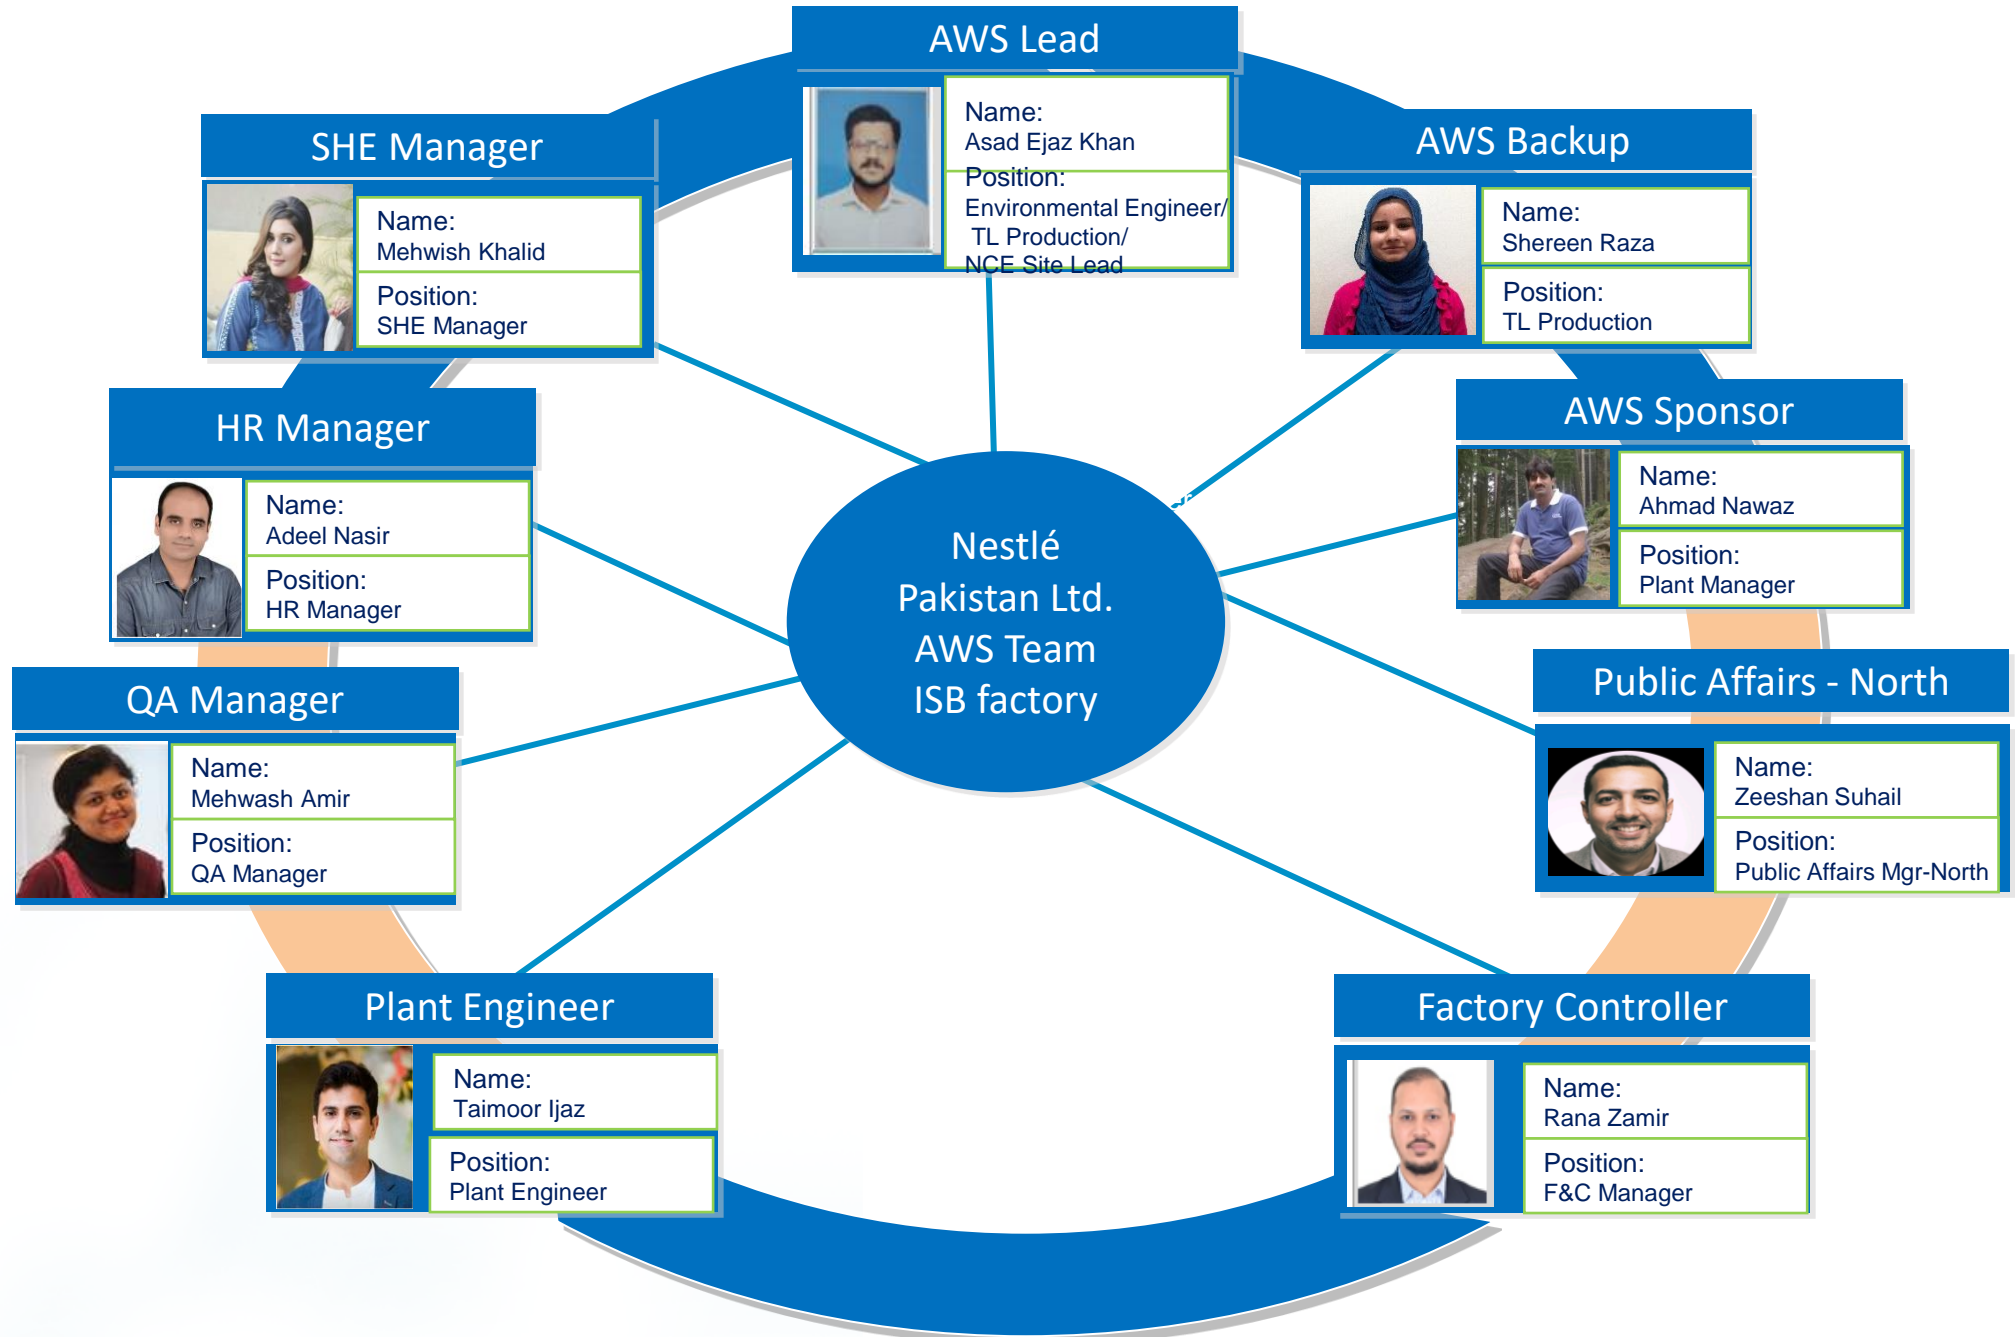 AWS Lead
Name:
Asad Ejaz Khan
Position:
Environmental Engineer/
TL Production/
NCE Site Lead
SHE Manager
Name:
Mehwish Khalid
Position:
SHE Manager
AWS Backup
Name:
Shereen Raza
Position:
TL Production
HR Manager
Name:
Adeel Nasir
Position:
HR Manager
AWS Sponsor
Name:
Ahmad Nawaz
Position:
Plant Manager
Nestlé
Pakistan Ltd.
AWS Team
ISB factory
QA Manager
Name:
Mehwash Amir
Position:
QA Manager
Public Affairs - North
Name:
Zeeshan Suhail
Position:
Public Affairs Mgr-North
Plant Engineer
Name:
Taimoor Ijaz
Position:
Plant Engineer
Factory Controller
Name:
Rana Zamir
Position:
F&C Manager